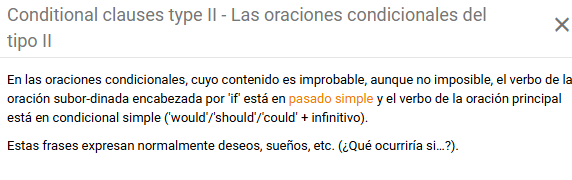 Conditional clauses type II - Las oraciones condicionales del
tipo II
En las oraciones condicionales, cuyo contenido es improbable, aunque no imposible, el verbo de la
oración subor-dinada encabezada por 'if' está en pasado simple y el verbo de la oración principal
está en condicional simple ('would'/'should'/'could' + infinitivo).
Estas frases expresan normalmente deseos, sueños, etc. (¿Qué ocurriría si...?).